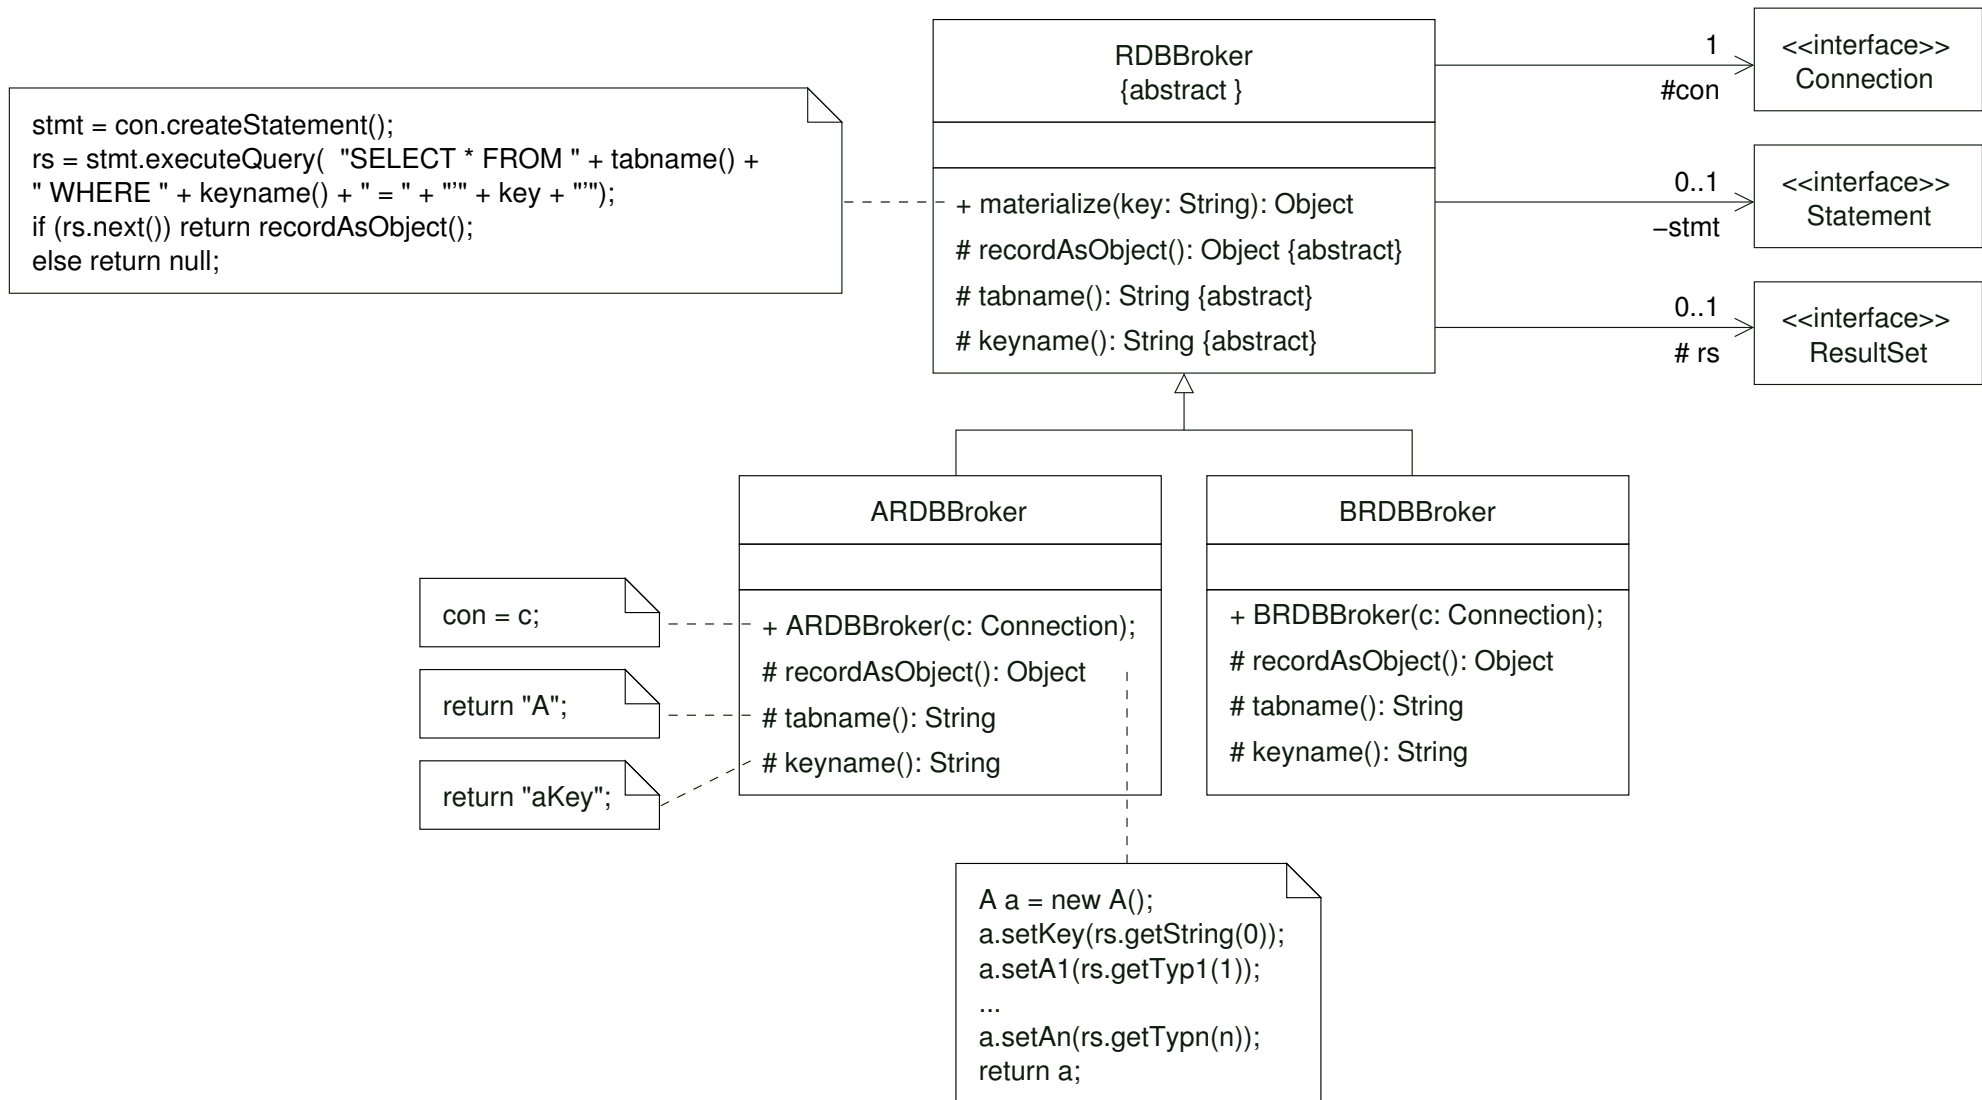 RDBBroker
{abstract }
+ materialize(key: String): Object
# recordAsObject(): Object {abstract}
# tabname(): String {abstract}
# keyname(): String {abstract}
1
#con
<<interface>>
Connection
0..1
–stmt
<<interface>>
Statement
0..1
# rs
<<interface>>
ResultSet
stmt = con.createStatement();
rs = stmt.executeQuery(  "SELECT * FROM " + tabname() +
" WHERE " + keyname() + " = " + "'" + key + "'");
if (rs.next()) return recordAsObject();
else return null;
ARDBBroker
+ ARDBBroker(c: Connection);
# recordAsObject(): Object
# tabname(): String
# keyname(): String
BRDBBroker
+ BRDBBroker(c: Connection);
# recordAsObject(): Object
# tabname(): String
# keyname(): String
con = c;
return "A";
return "aKey";
A a = new A();
a.setKey(rs.getString(0));
a.setA1(rs.getTyp1(1));
...
a.setAn(rs.getTypn(n));
return a;